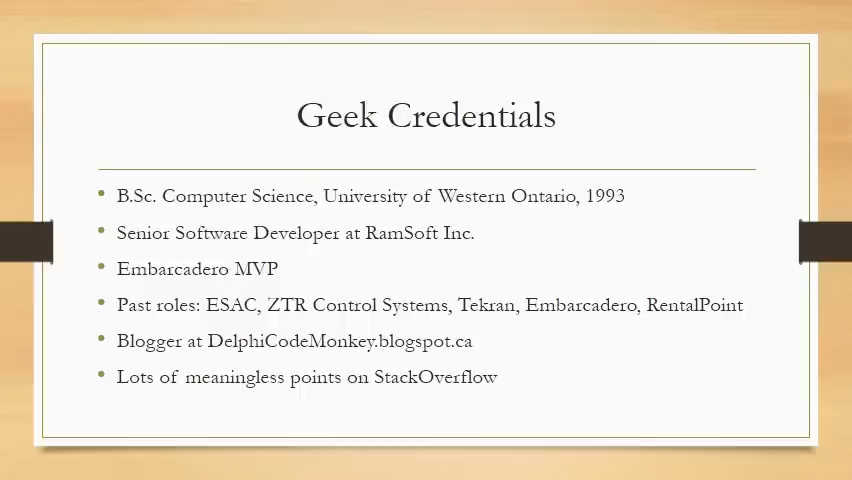 Geek Credentials
B.Sc. Computer Science, University of Western Ontario, 1993
Senior Software Developer at RamSoft Inc.
Embarcadero MVP
Past roles: ESAC, ZTR Control Systems, Tekran, Embarcadero, RentalPoint
Blogger at DelphiCodeMonkey.blogspot.ca
Lots of meaningless points on StackOverflow